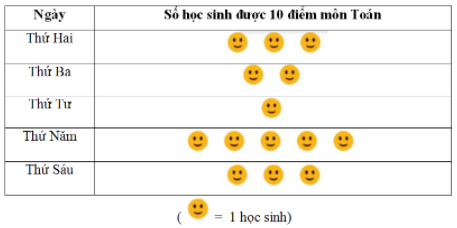 Ngày Số học sinh được 10 điểm môn Toán
Thứ Hai
Thứ Ba
Thứ Tư
Thứ Năm
Thứ Sáu
( = 1 học sinh)